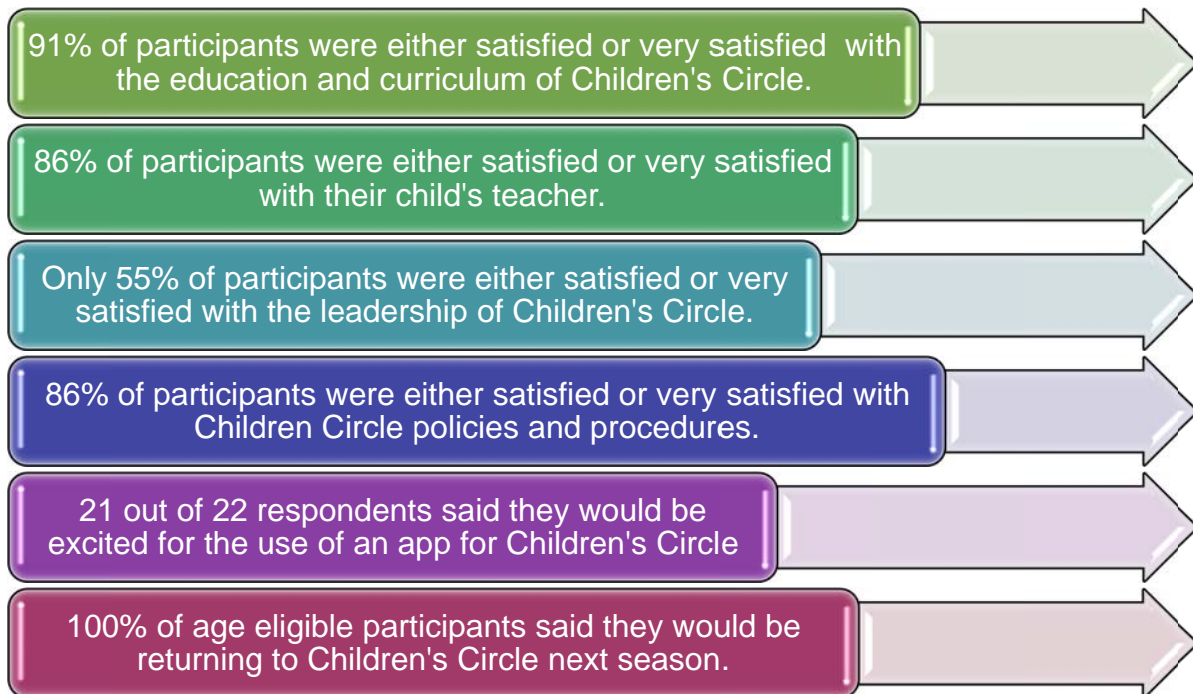 91% of participants were either satisfied or very satisfied with
the education and curriculum of Children's Circle.
86% of participants were either satisfied or very satisfied
with their child's teacher.
Only 55% of participants were either satisfied or very
satisfied with the leadership of Children's Circle.
86% of participants were either satisfied or very satisfied with
Children Circle policies and procedures.
21 out of 22 respondents said they would be
excited for the use of an app for Children's Circle
100% of age eligible participants said they would be
returning to Children's Circle next season.